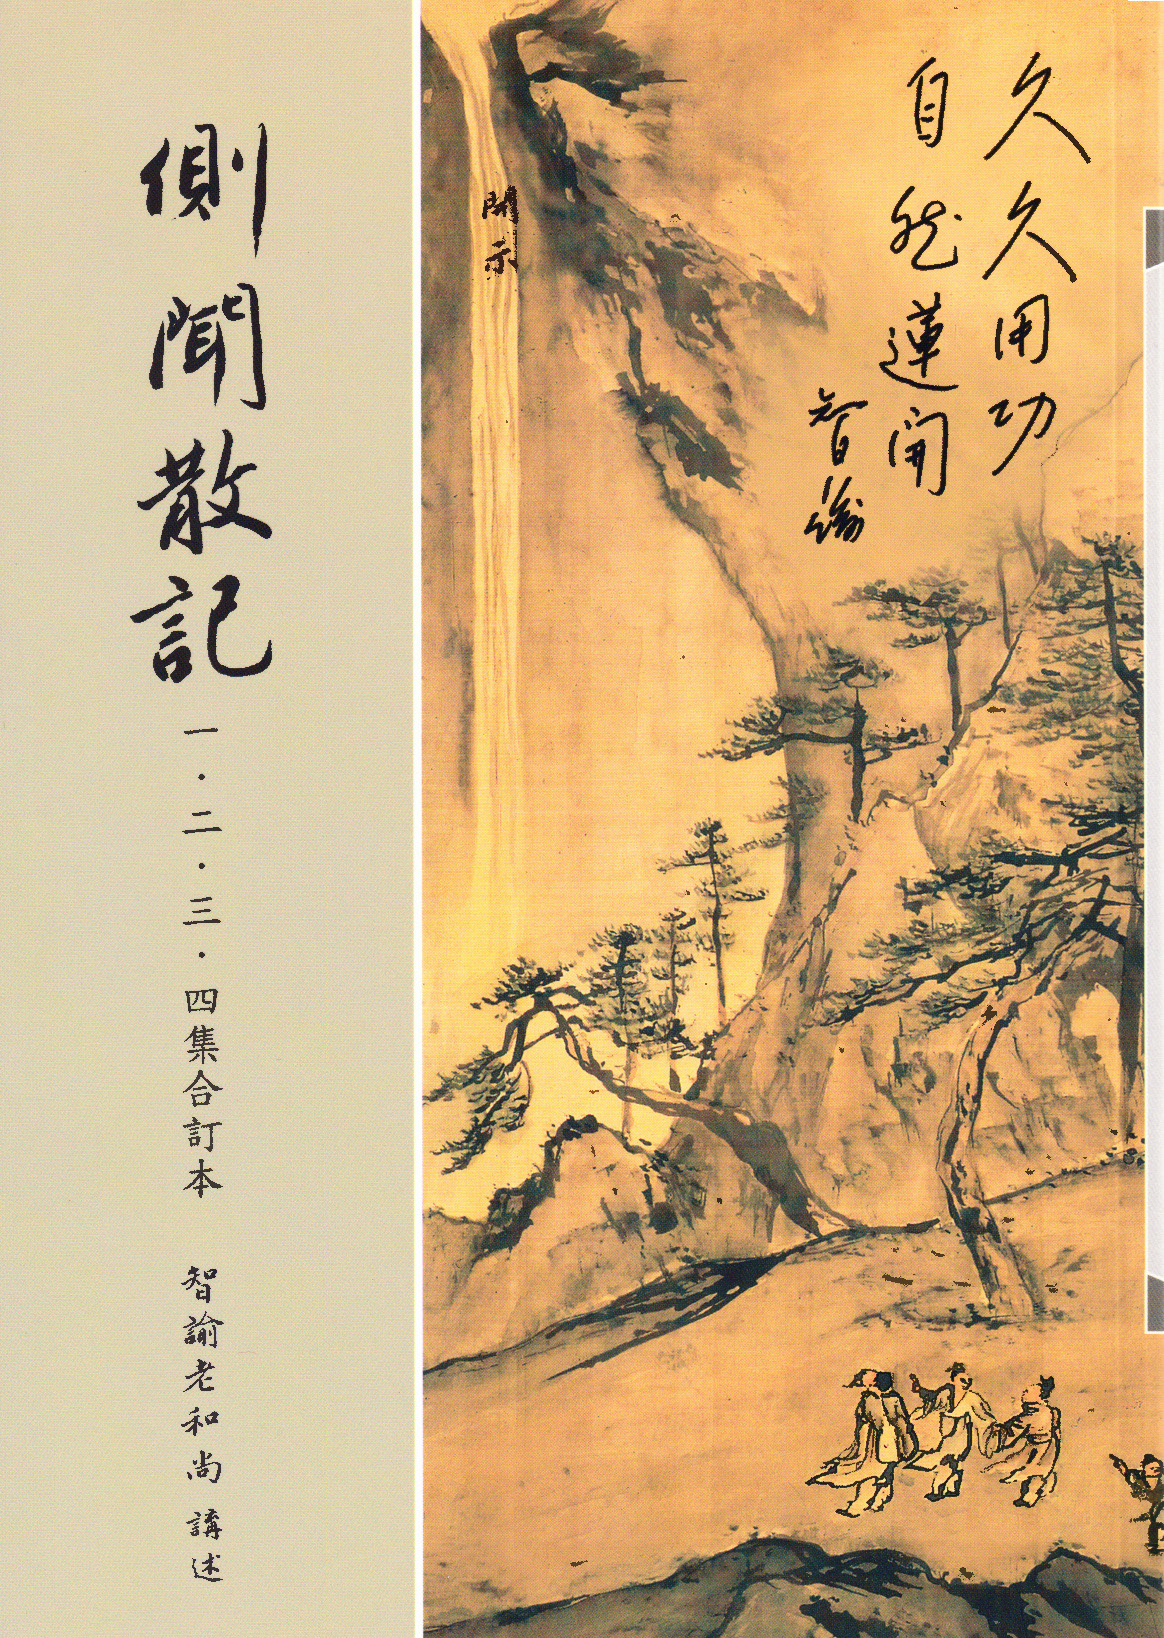 久久用功
自然蓮開
智諭
開示
側聞散記
一．二．三．四集合訂本
智諭老和尚 講述